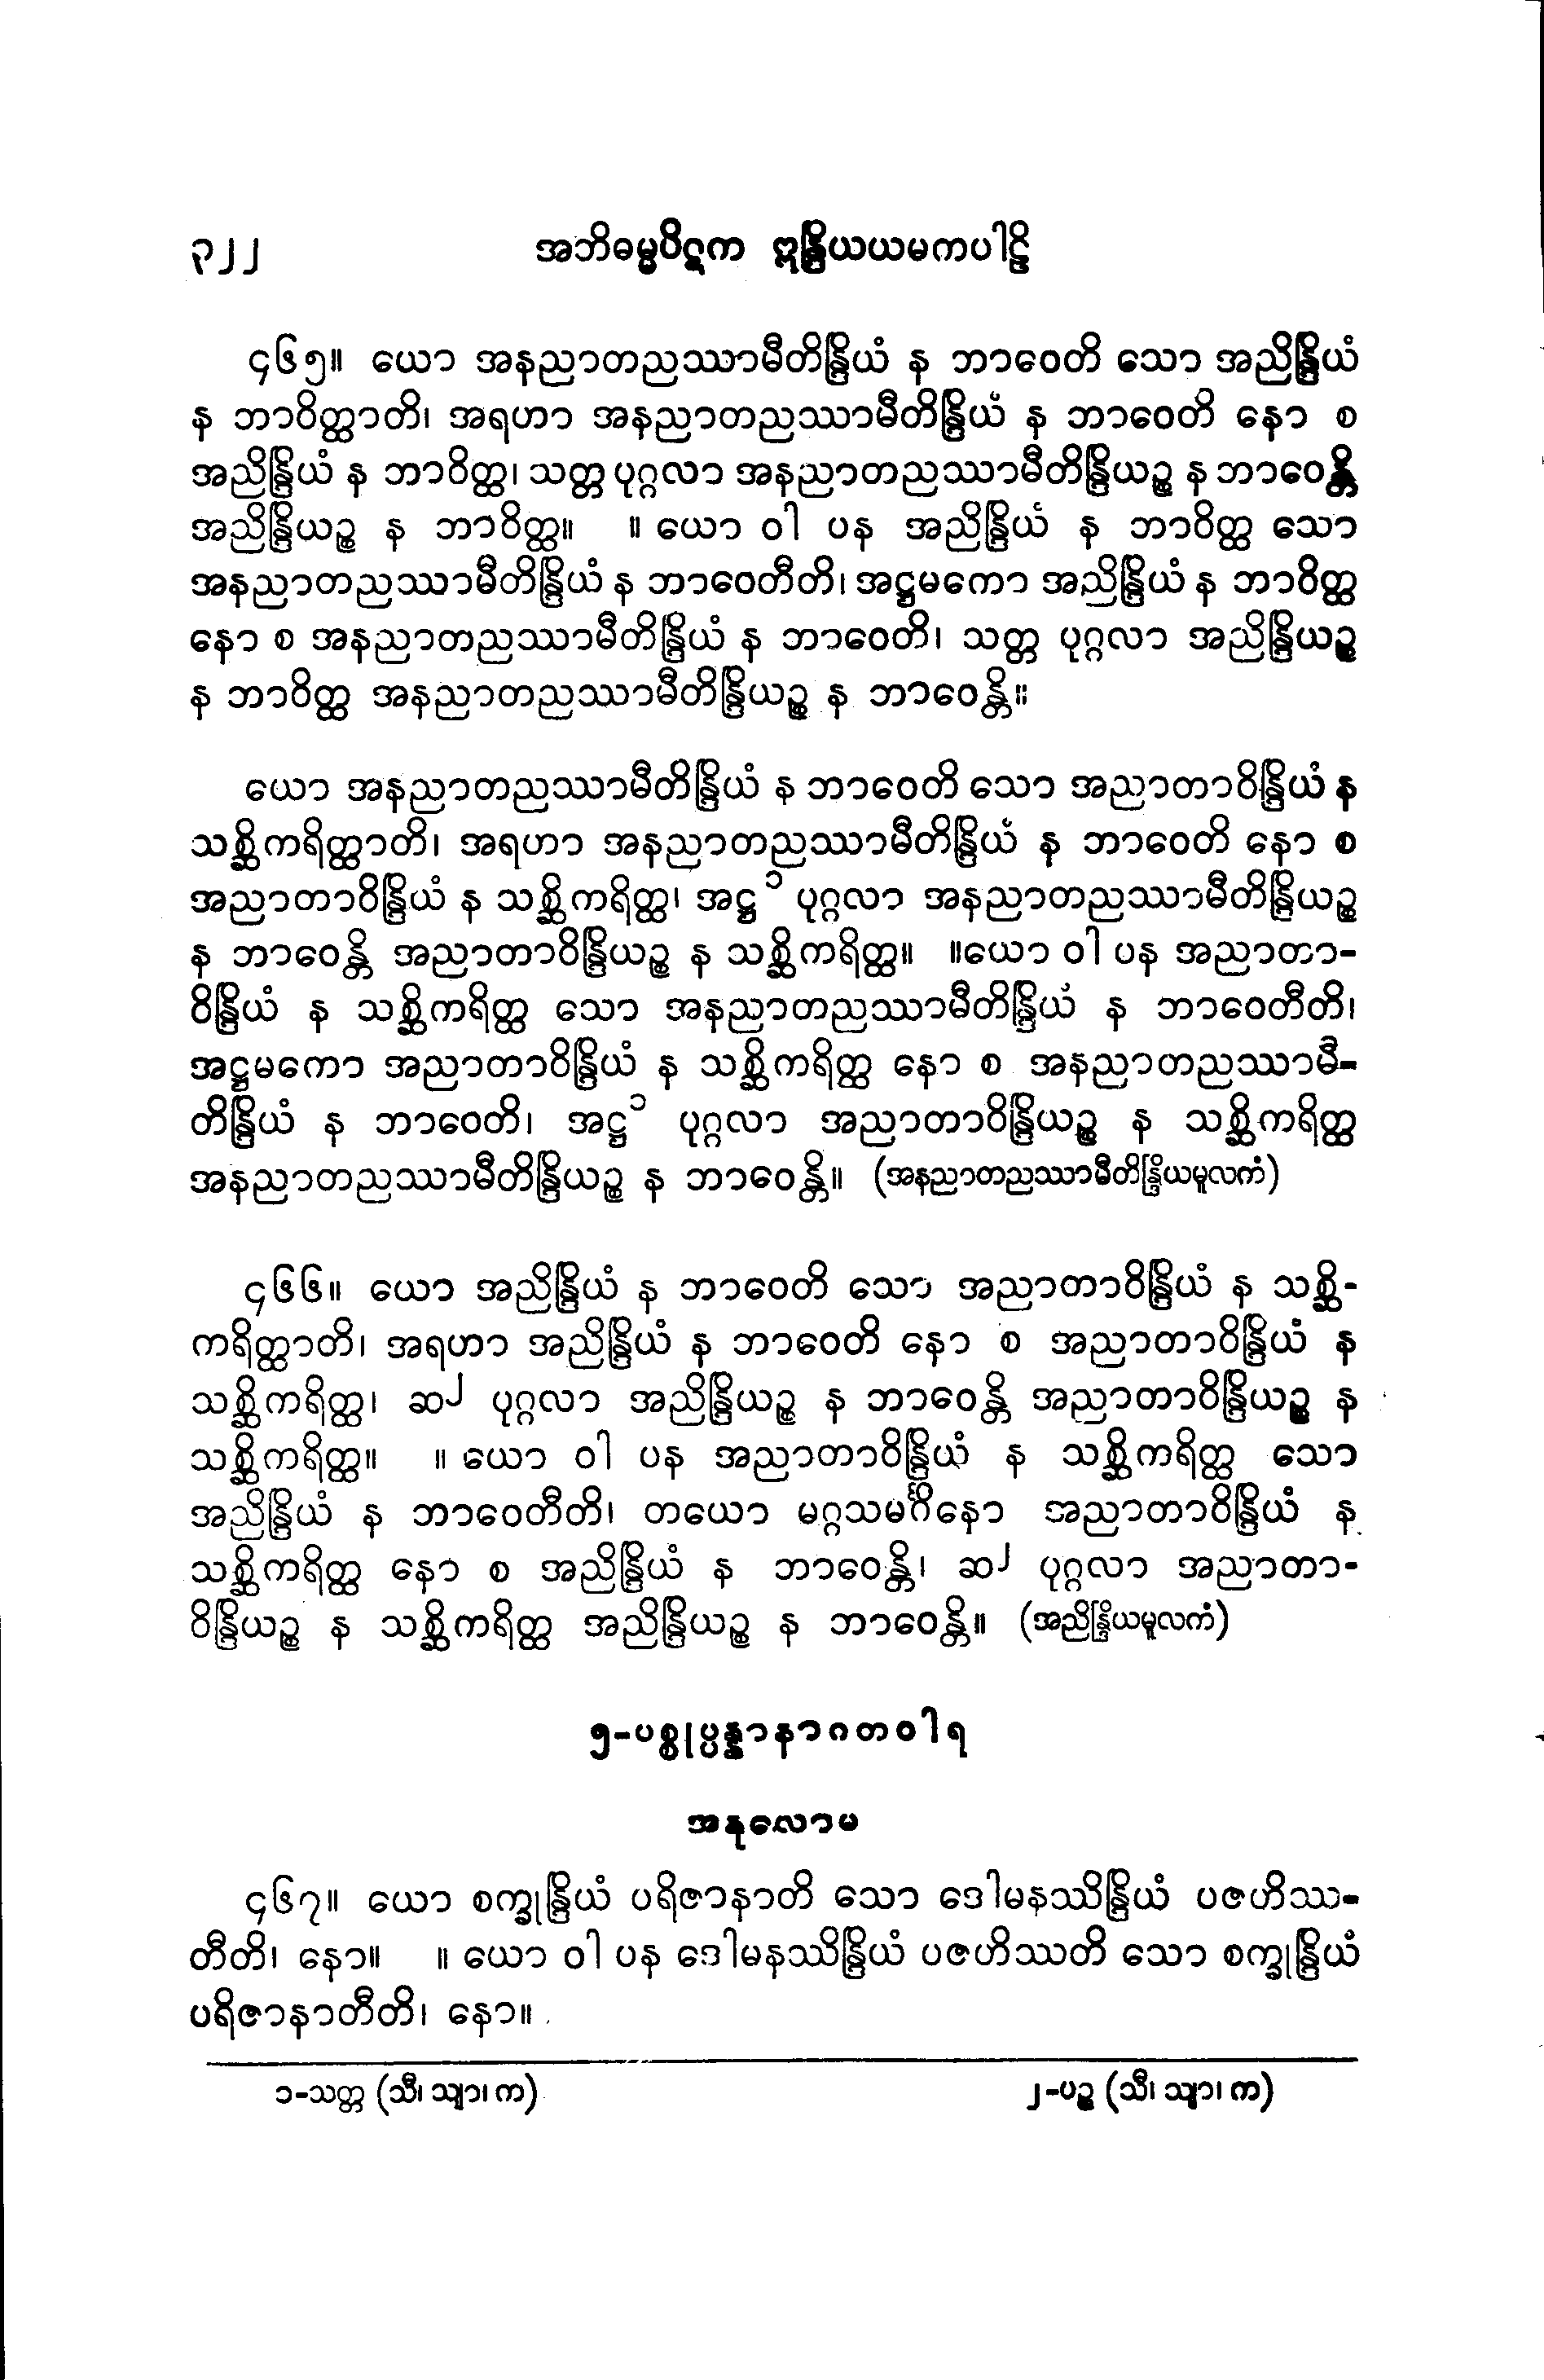 ၃၂၂ အဘိဓမ္မပိဋက ဣန္ဒြိယယမကပါဠိ
၄၆၅။ ယော အနညာတညဿာမီတိန္ဒြိယံ န ဘာဝေတိ သော အညိန္ဒြိယံ
န ဘာဝိတ္ထာတိ၊ အရဟာ အနညာတညဿာမီတိန္ဒြိယံ န ဘာဝေတိ နော စ
အညိန္ဒြိယံ န ဘာဝိတ္ထ၊ သတ္တ ပုဂ္ဂလာ အနညာတညဿာမီတိန္ဒြိယဉ္စ န ဘာဝေန္တိ
အညိန္ဒြိယဉ္စ န ဘာဝိတ္ထ။ ။ ယော ဝါ ပန အညိန္ဒြိယံ န ဘာဝိတ္ထ သော
အနညာတညဿာမီတိန္ဒြိယံ န ဘာဝေတီတိ၊ အဋ္ဌမကော အညိန္ဒြိယံ န ဘာဝိတ္ထ
နော စ အနညာတညဿာမီတိန္ဒြိယံ န ဘာဝေတိ၊ သတ္တ ပုဂ္ဂလာ အညိန္ဒြိယဉ္စ
န ဘာဝိတ္ထ အနညာတညဿာမီတိန္ဒြိယဉ္စ န ဘာဝေန္တိ။
ယော အနညာတညဿာမီတိန္ဒြိယံ န ဘာဝေတိ သော အညာတာဝိန္ဒြိယံ န
သစ္ဆိကရိတ္ထာတိ၊ အရဟာ အနညာတညဿာမီတိန္ဒြိယံ န ဘာဝေတိ နော စ
အညာတာဝိန္ဒြိယံ န သစ္ဆိကရိတ္ထ၊ အဋ္ဌ ၁ ပုဂ္ဂလာ အနညာတညဿာမီတိန္ဒြိယဉ္စ
န ဘာဝေန္တိ အညာတာဝိန္ဒြိယဉ္စ န သစ္ဆိကရိတ္ထ။ ။ယော ဝါ ပန အညာတာ-
ဝိန္ဒြိယံ န သစ္ဆိကရိတ္ထ သော အနညာတညဿာမီတိန္ဒြိယံ န ဘာဝေတီတိ၊
အဋ္ဌမကော အညာတာဝိန္ဒြိယံ န သစ္ဆိကရိတ္ထ နော စ အနညာတညဿာမီ-
တိန္ဒြိယံ န ဘာဝေတိ၊ အဋ္ဌ ၁ ပုဂ္ဂလာ အညာတာဝိန္ဒြိယဉ္စ န သစ္ဆိကရိတ္ထ
အနညာတညဿာမီတိန္ဒြိယဉ္စ န ဘာဝေန္တိ။ (အနညာတညဿာမီတိန္ဒြိယမူလကံ)
၄၆၆။ ယော အညိန္ဒြိယံ န ဘာဝေတိ သော အညာတာဝိန္ဒြိယံ န သစ္ဆိ-
ကရိတ္ထာတိ၊ အရဟာ အညိန္ဒြိယံ န ဘာဝေတိ နော စ အညာတာဝိန္ဒြိယံ န
သစ္ဆိကရိတ္ထ၊ ဆ ၂ ပုဂ္ဂလာ အညိန္ဒြိယဉ္စ န ဘာဝေန္တိ အညာတာဝိန္ဒြိယဉ္စ န
သစ္ဆိကရိတ္ထ။ ။ ယော ဝါ ပန အညာတာဝိန္ဒြိယံ န သစ္ဆိကရိတ္ထ သော
အညိန္ဒြိယံ န ဘာဝေတီတိ၊ တယော မဂ္ဂသမင်္ဂိနော အညာတာဝိန္ဒြိယံ န
သစ္ဆိကရိတ္ထ နော စ အညိန္ဒြိယံ န ဘာဝေန္တိ၊ ဆ ၂ ပုဂ္ဂလာ အညာတာ-
ဝိန္ဒြိယဉ္စ န သစ္ဆိကရိတ္ထ အညိန္ဒြိယဉ္စ န ဘာဝေန္တိ။ (အညိန္ဒြိယမူလကံ)
၅-ပစ္စုပ္ပန္နာနာဂတဝါရ
အနုလောမ
၄၆၇။ ယော စက္ခုန္ဒြိယံ ပရိဇာနာတိ သော ဒေါမနဿိန္ဒြိယံ ပဇဟိဿ-
တီတိ၊ နော။ ။ ယော ဝါ ပန ဒေါမနဿိန္ဒြိယံ ပဇဟိဿတိ သော စက္ခုန္ဒြိယံ
ပရိဇာနာတီတိ၊ နော။
၁-သတ္တ (သီ၊ သျာ၊ က) ၂-ပဉ္စ (သီ၊ သျာ၊ က)